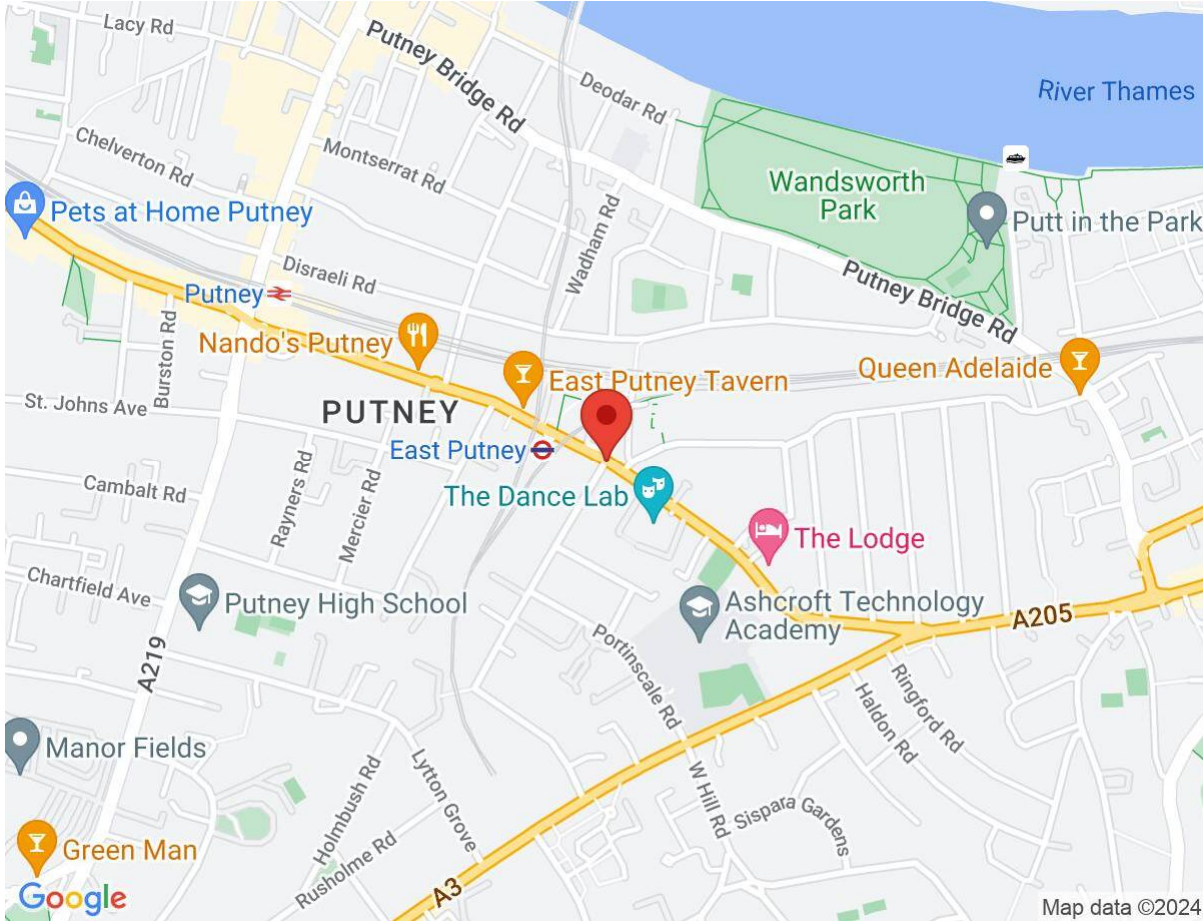 Lacy Rd
Putney Bridge Rd
Deodar Rd
River Thames
Chelverton Rd
Montserrat Rd
Wandsworth
Park
Pets at Home Putney
Wadham Rd
Putt in the Park
Disraeli Rd
Putney Bridge Rd
Putney
Burston Rd
Nando's Putney
Queen Adelaide
East Putney Tavern
St. Johns Ave
PUTNEY
East Putney
Cambalt Rd
Rayners Rd
Mercier Rd
The Dance Lab
The Lodge
Chartfield Ave
Putney High School
Ashcroft Technology
Academy
A205
A219
Portinscale Rd
Ringford Rd
Haldon Rd
Manor Fields
Holmbush Rd
Lytton Grove
W Hill Rd
Sispara Gardens
Green Man
Rusholme Rd
A3
Google
Map data ©2024